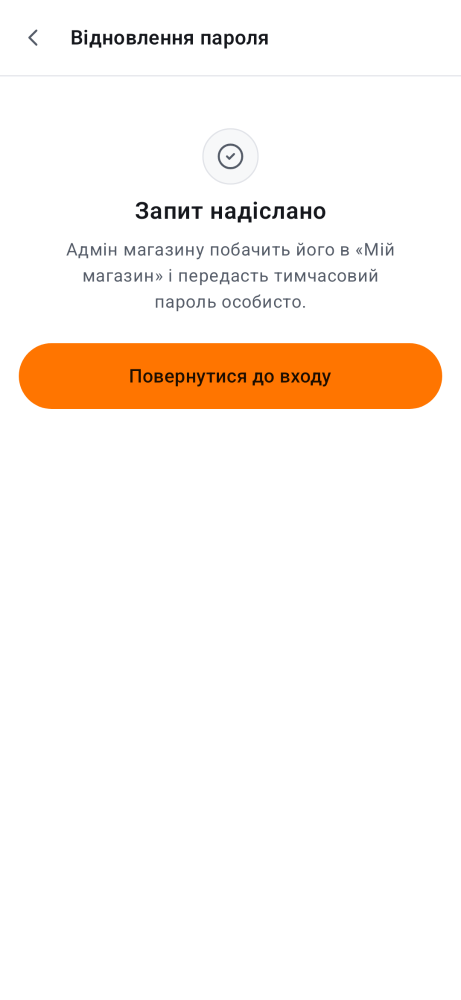 Відновлення пароля
Запит надіслано
Адмін магазину побачить його в «Мій
магазин» і передасть тимчасовий
пароль особисто.
Повернутися до входу